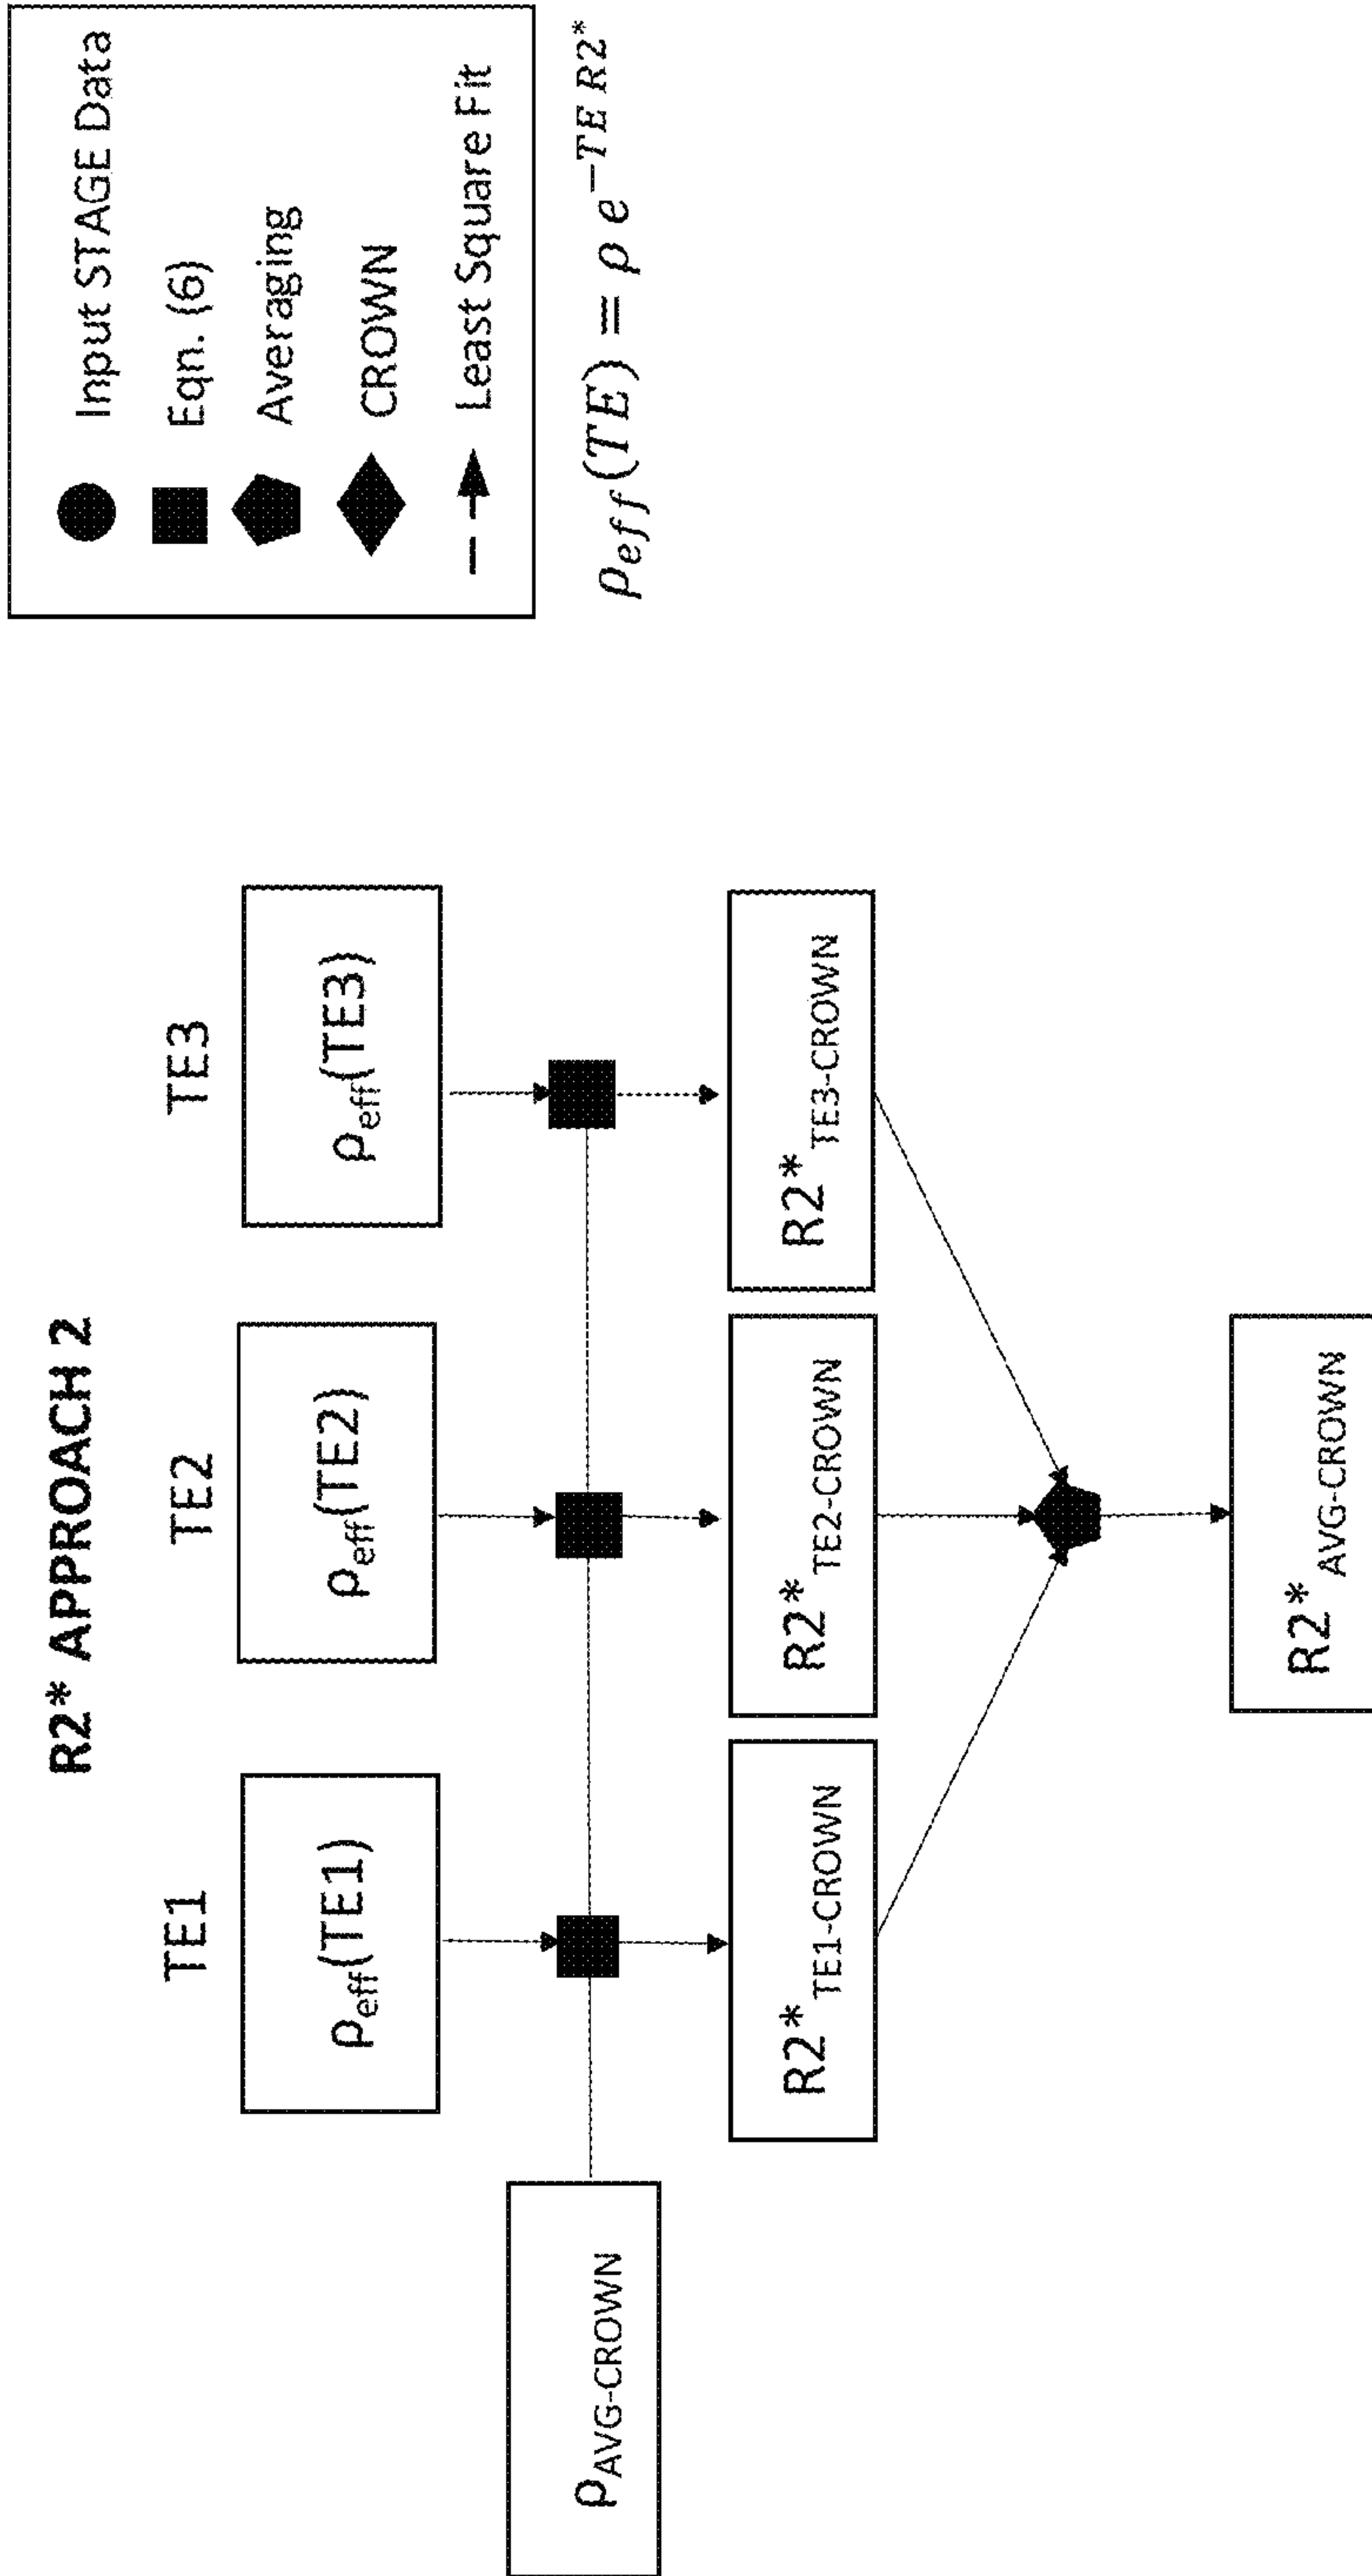 R2* APPROACH 2
TE1
TE2
TE3
ρeff(TE1)
ρeff(TE2)
ρeff(TE3)
ρAVG-CROWN
R2*TE1-CROWN
R2*TE2-CROWN
R2*TE3-CROWN
R2*AVG-CROWN
Input STAGE Data
Eqn. (6)
Averaging
CROWN
Least Square Fit
ρeff(TE) = ρ e^−TE R2*